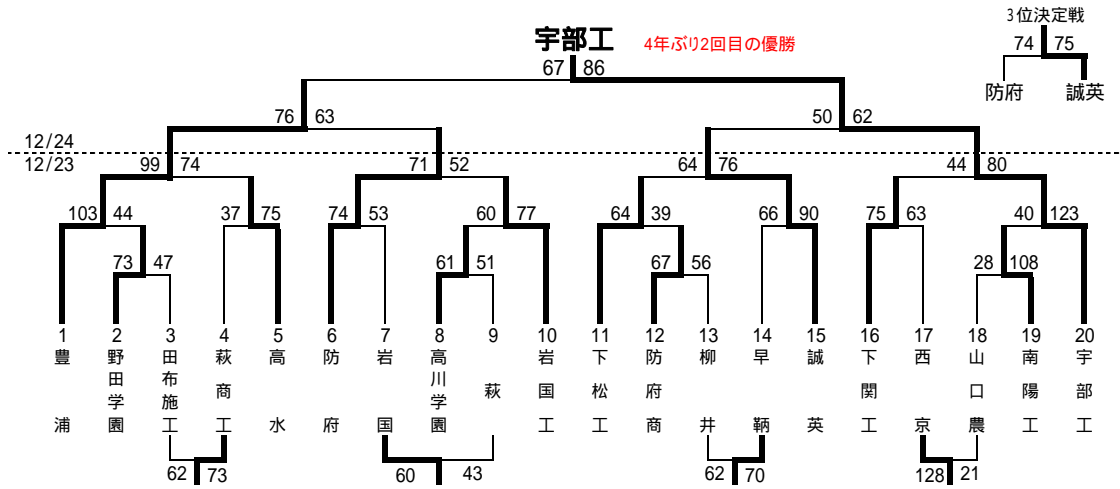 3位決定戦
宇部工 4年ぶり2回目の優勝
74 75
67 86
防府 誠英
76 63 50 62
12/24
12/23
99 74 71 52 64 76 44 80
103 44 37 75 74 53 60 77 64 39 66 90 75 63 40 123
73 47 61 51 67 56 28 108
1 2 3 4 5 6 7 8 9 10 11 12 13 14 15 16 17 18 19 20
豊浦
野田学園
田布施工
萩商工
高水
防府
岩国
高川学園
萩
岩国工
下松工
防府商
柳井
早鞆
誠英
下関工
西京
山口農
南陽工
宇部工
62 73 60 43 62 70 128 21